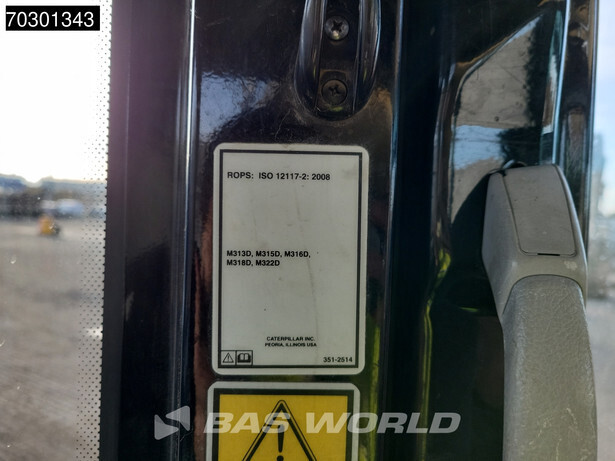 70301343
ROPS: ISO 12117-2: 2008
M313D, M315D, M316D,
M318D, M322D
CATERPILLAR INC.
PEORIA, ILLINOIS USA
351-2514
BAS WORLD